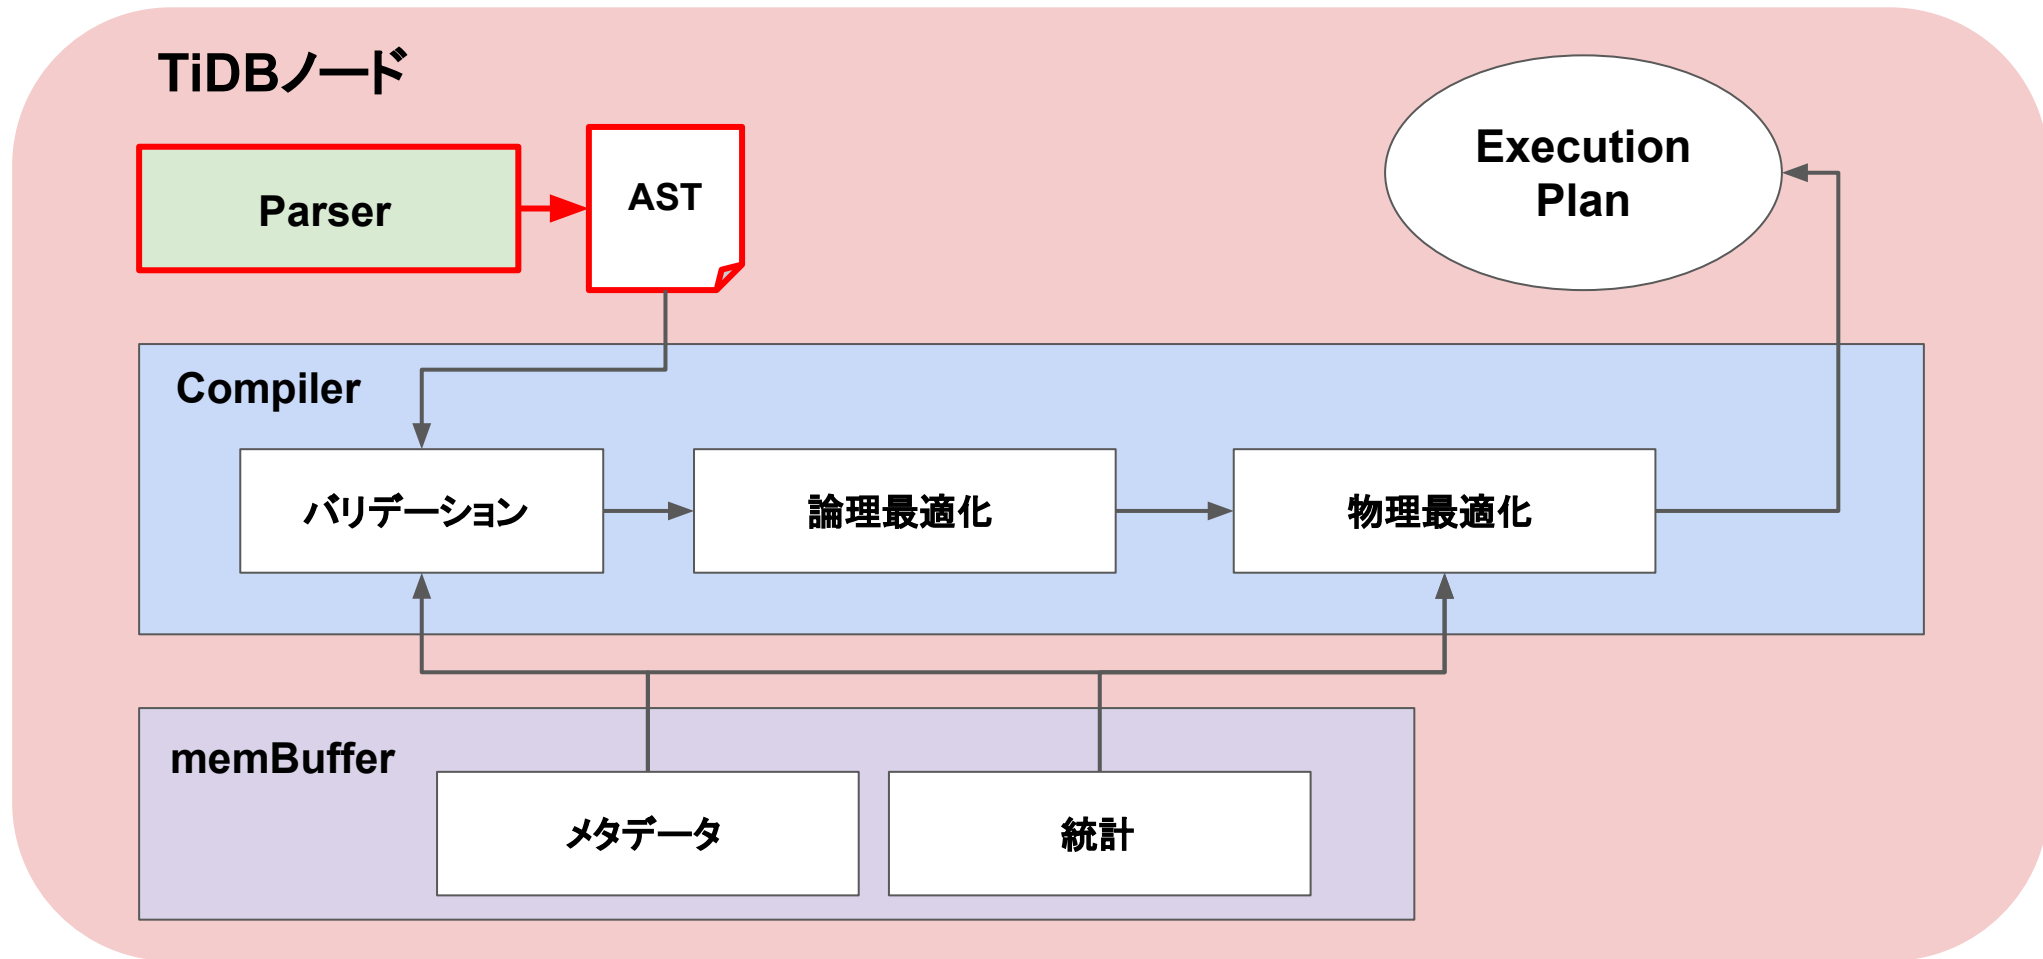 TiDBノード
Parser
AST
Execution
Plan
Compiler
バリデーション
論理最適化
物理最適化
memBuffer
メタデータ
統計